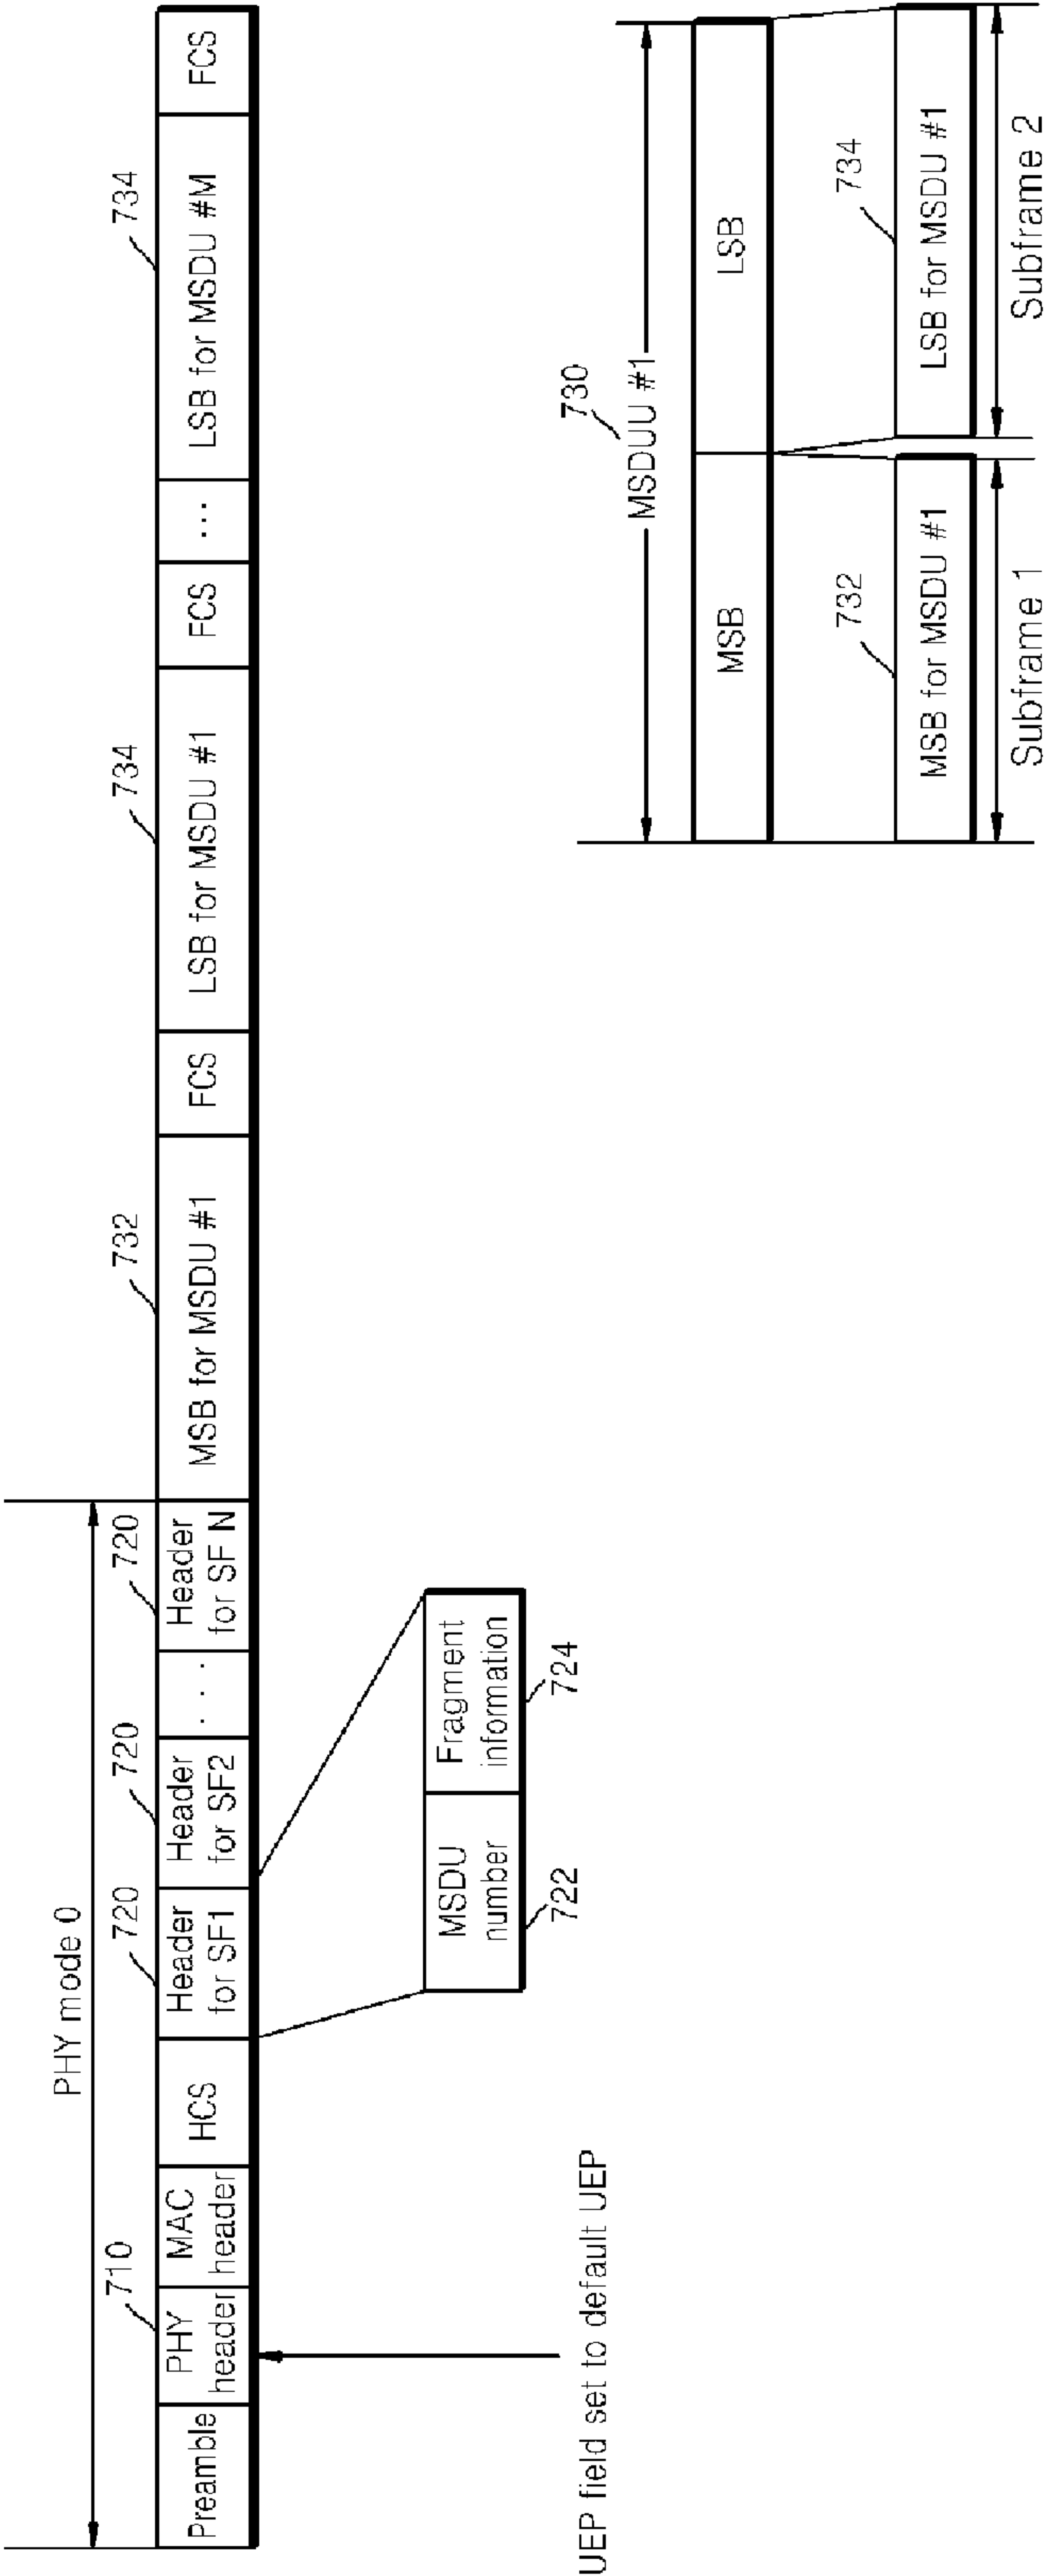 PHY mode 0
710
720
720
720
732
734
734
Preamble
PHY
header
MAC
header
HCS
Header
for SF1
Header
for SF2
. . .
Header
for SF N
MSB for MSDU #1
FCS
LSB for MSDU #1
FCS
...
LSB for MSDU #M
FCS
MSDU
number
Fragment
information
722
724
UEP field set to default UEP
730
MSDUU #1
MSB
LSB
732
734
MSB for MSDU #1
LSB for MSDU #1
Subframe 1
Subframe 2